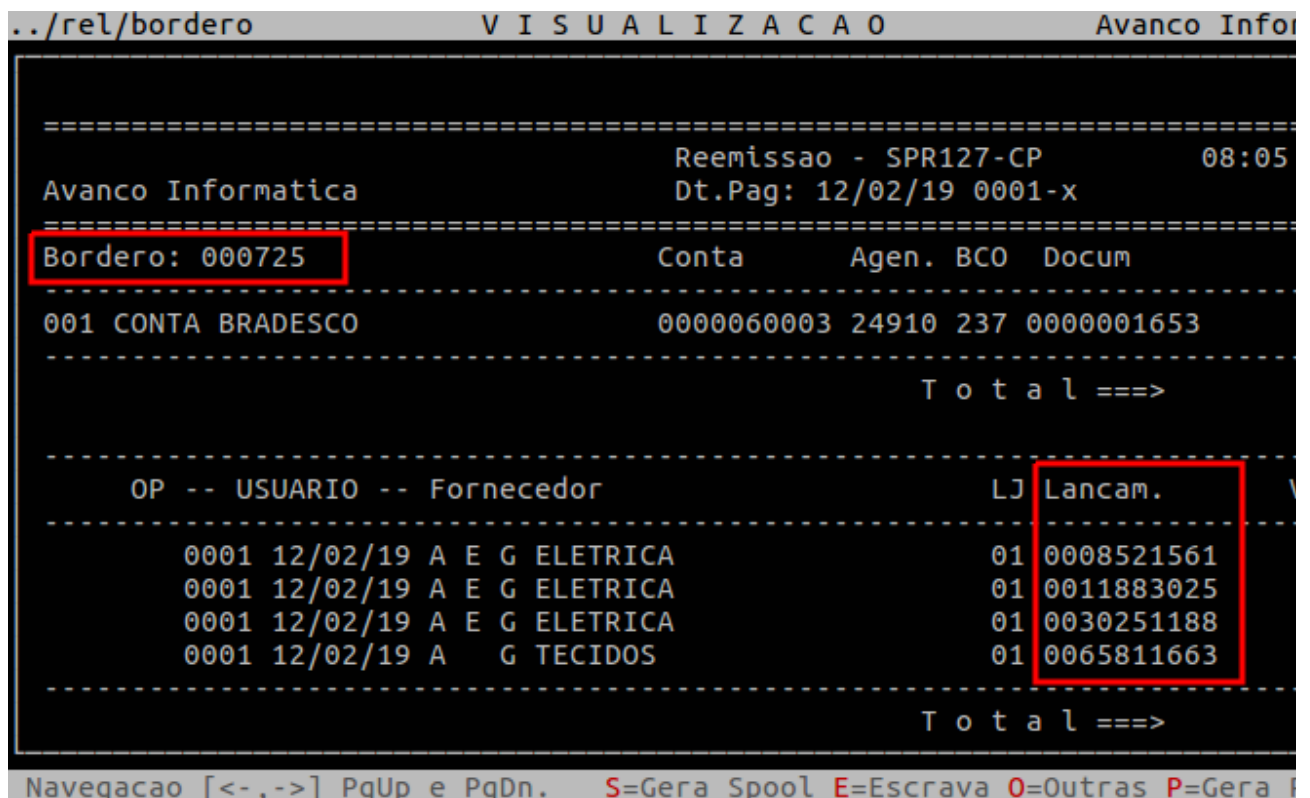 ../rel/bordero V I S U A L I Z A C A O Avanco Infor
Reemissao - SPR127-CP 08:05
Avanco Informatica Dt.Pag: 12/02/19 0001-x
Bordero: 000725 Conta Agen. BCO Docum
001 CONTA BRADESCO 0000060003 24910 237 0000001653
T o t a l ===>
OP -- USUARIO -- Fornecedor LJ Lancam. V
0001 12/02/19 A E G ELETRICA 01 0008521561
0001 12/02/19 A E G ELETRICA 01 0011883025
0001 12/02/19 A E G ELETRICA 01 0030251188
0001 12/02/19 A G TECIDOS 01 0065811663
T o t a l ===>
Navegacao [<-,->] PgUp e PgDn. S=Gera Spool E=Escrava O=Outras P=Gera